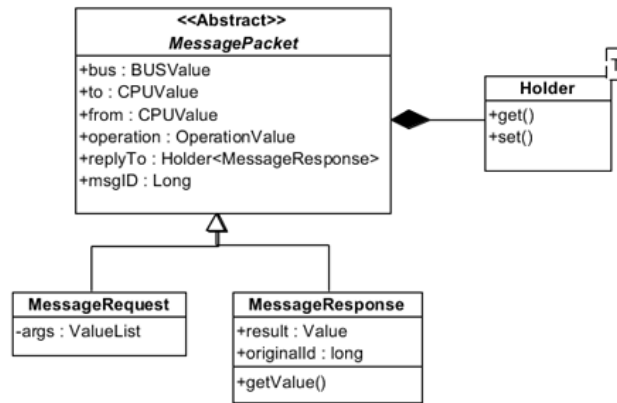 <<Abstract>>
MessagePacket
+bus : BUSValue
+to : CPUValue
+from : CPUValue
+operation : OperationValue
+replyTo : Holder<MessageResponse>
+msgID : Long
T
Holder
+get()
+set()
MessageRequest
-args : ValueList
MessageResponse
+result : Value
+originalId : long
+getValue()